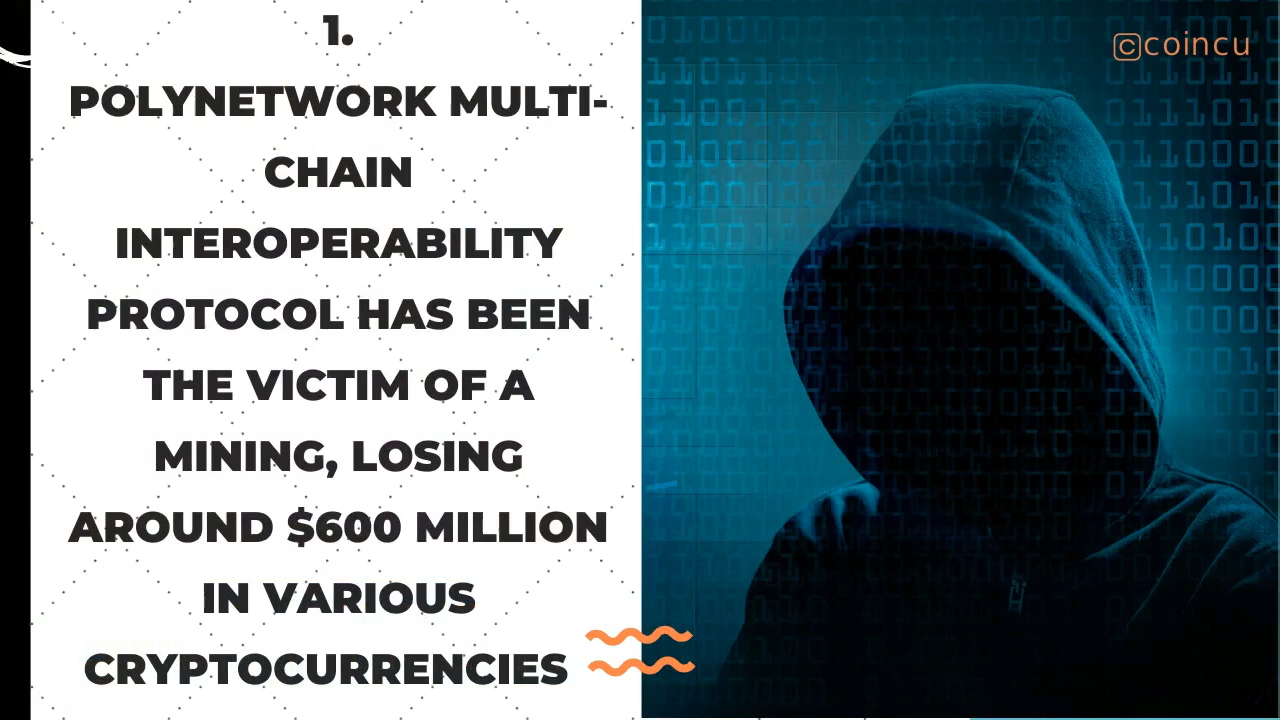 1.
POLYNETWORK MULTI-
CHAIN
INTEROPERABILITY
PROTOCOL HAS BEEN
THE VICTIM OF A
MINING, LOSING
AROUND $600 MILLION
IN VARIOUS
CRYPTOCURRENCIES
©coincu